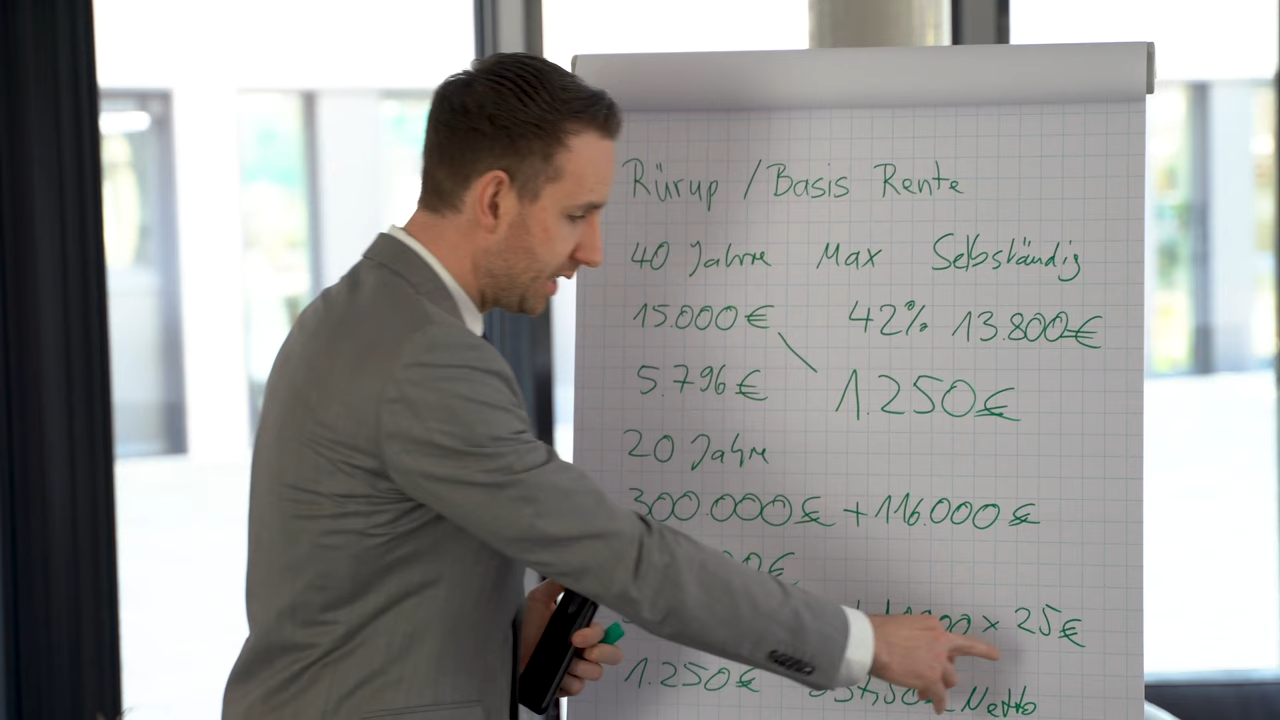 Rürup / Basis Rente
40 Jahre Max Selbständig
15.000 € 42% 13.800€
5.796 € 1.250€
20 Jahre
300.000 € + 116.000 €
× 25€
1.250 € Netto